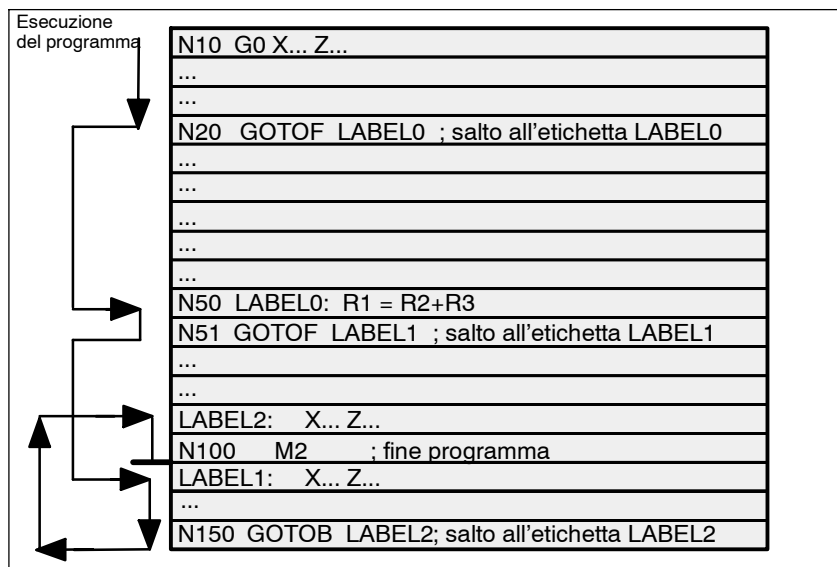 Esecuzione
del programma
N10 G0 X... Z...
...
...
N20 GOTOF LABEL0 ; salto all'etichetta LABEL0
...
...
...
...
...
N50 LABEL0: R1 = R2+R3
N51 GOTOF LABEL1 ; salto all'etichetta LABEL1
...
...
LABEL2: X... Z...
N100 M2 ; fine programma
LABEL1: X... Z...
...
N150 GOTOB LABEL2; salto all'etichetta LABEL2